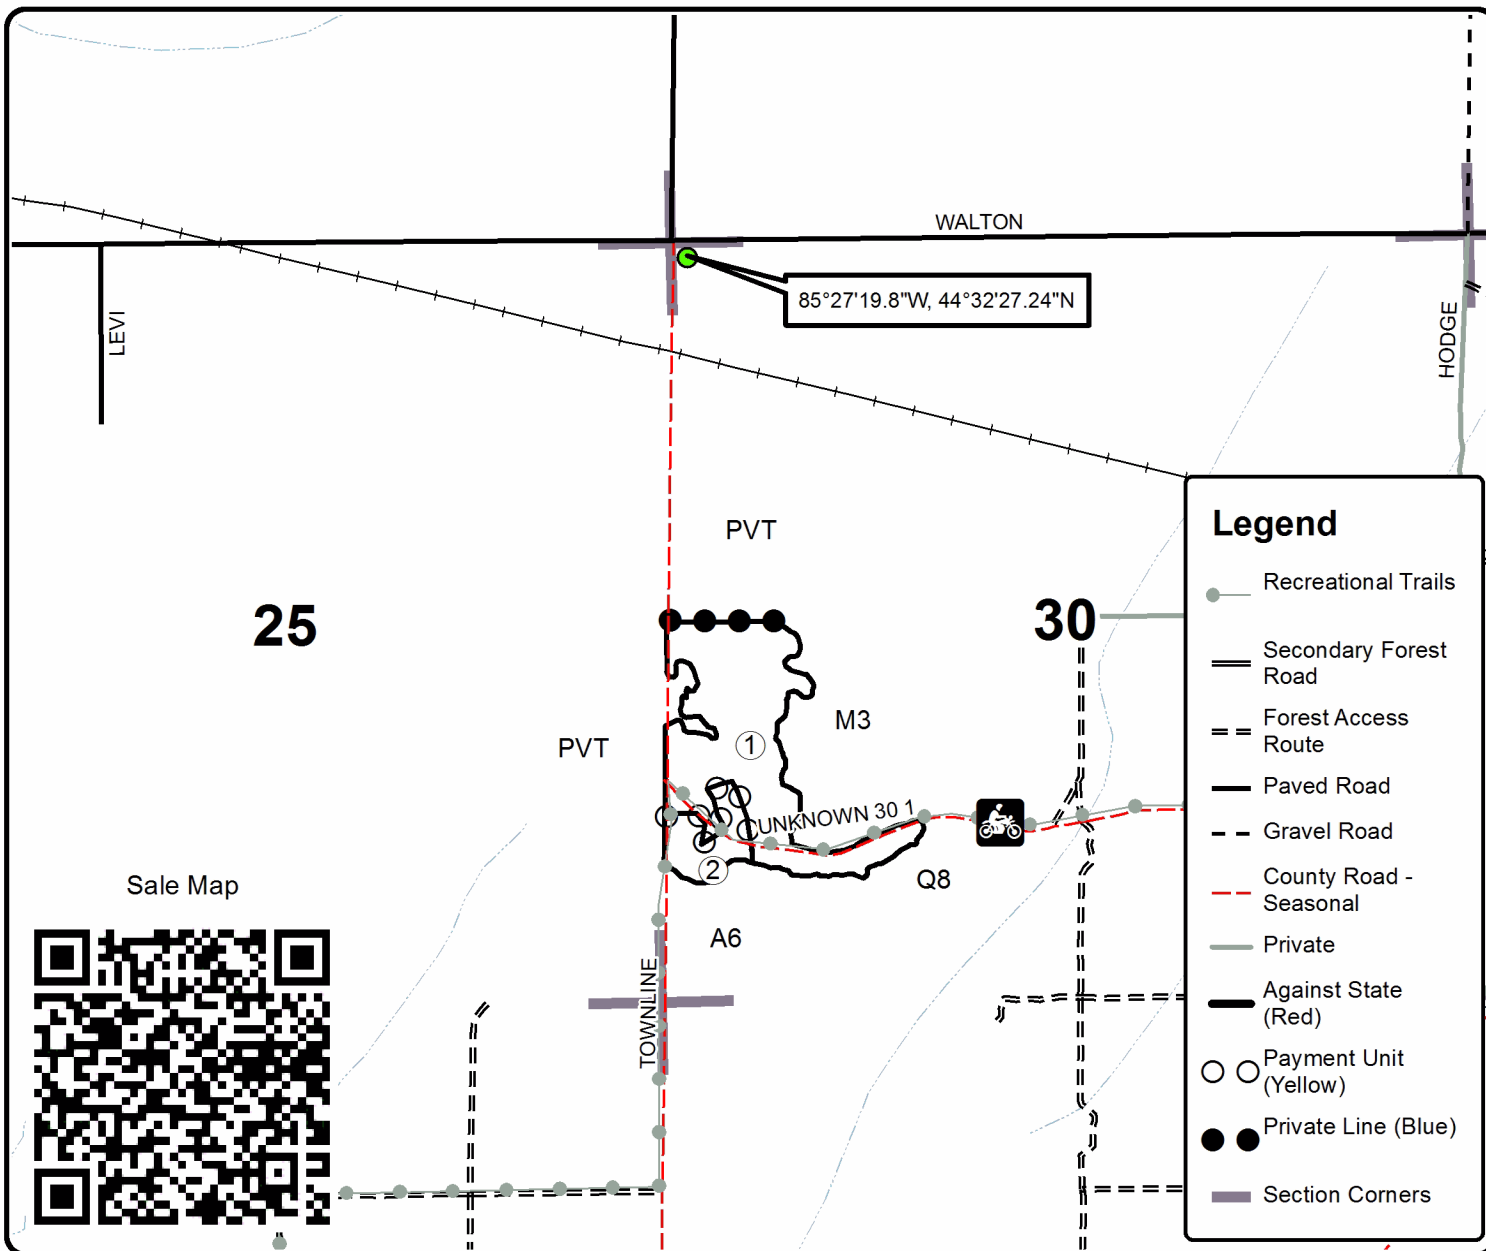 WALTON
85°27'19.8"W, 44°32'27.24"N
LEVI
HODGE
PVT
25
30
M3
PVT
1
UNKNOWN 30 1
2
Q8
A6
TOWNLINE
Sale Map
Legend
Recreational Trails
Secondary Forest
Road
Forest Access
Route
Paved Road
Gravel Road
County Road -
Seasonal
Private
Against State
(Red)
Payment Unit
(Yellow)
Private Line (Blue)
Section Corners